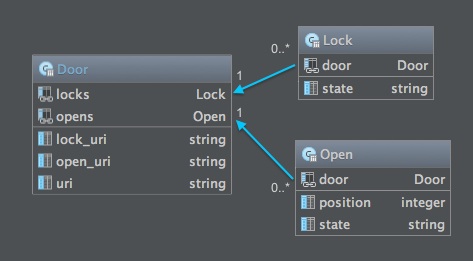 Door
locks Lock
opens Open
lock_uri string
open_uri string
uri string
1
1
0..*
0..*
Lock
door Door
state string
Open
door Door
position integer
state string